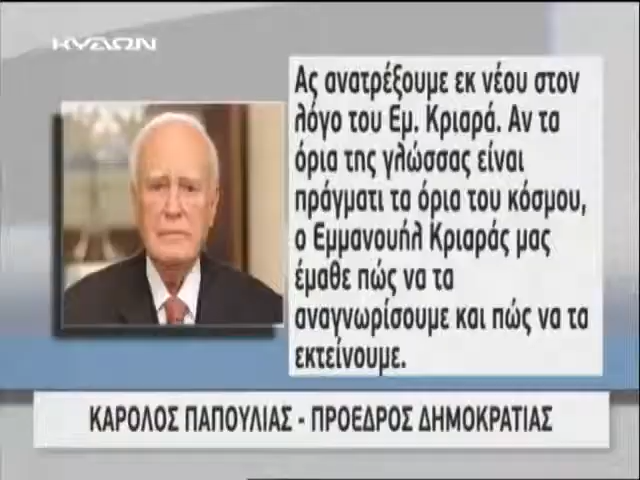 ΚΥΔΩΝ
Ας ανατρέξουμε εκ νέου στον
λόγο του Εμ. Κριαρά. Αν τα
όρια της γλώσσας είναι
πράγματι τα όρια του κόσμου,
ο Εμμανουήλ Κριαράς μας
έμαθε πώς να τα
αναγνωρίσουμε και πώς να τα
εκτείνουμε.
ΚΑΡΟΛΟΣ ΠΑΠΟΥΛΙΑΣ - ΠΡΟΕΔΡΟΣ ΔΗΜΟΚΡΑΤΙΑΣ